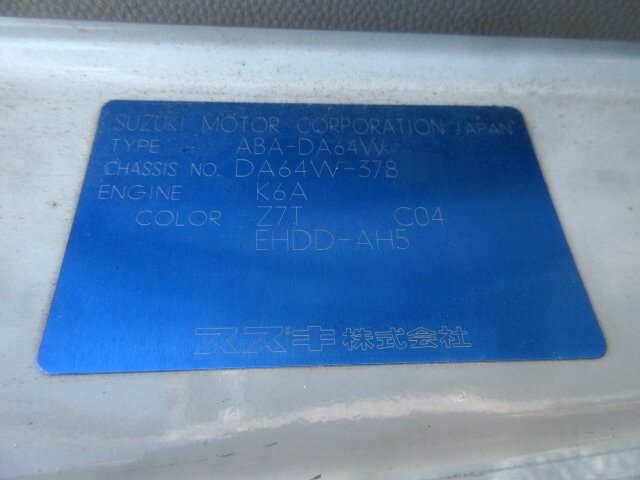 SUZUKI MOTOR CORPORATION JAPAN
TYPE ABA-DA64W
CHASSIS NO. DA64W-378
ENGINE K6A
COLOR Z7T C04
EHDD-AH5
スズキ株式会社